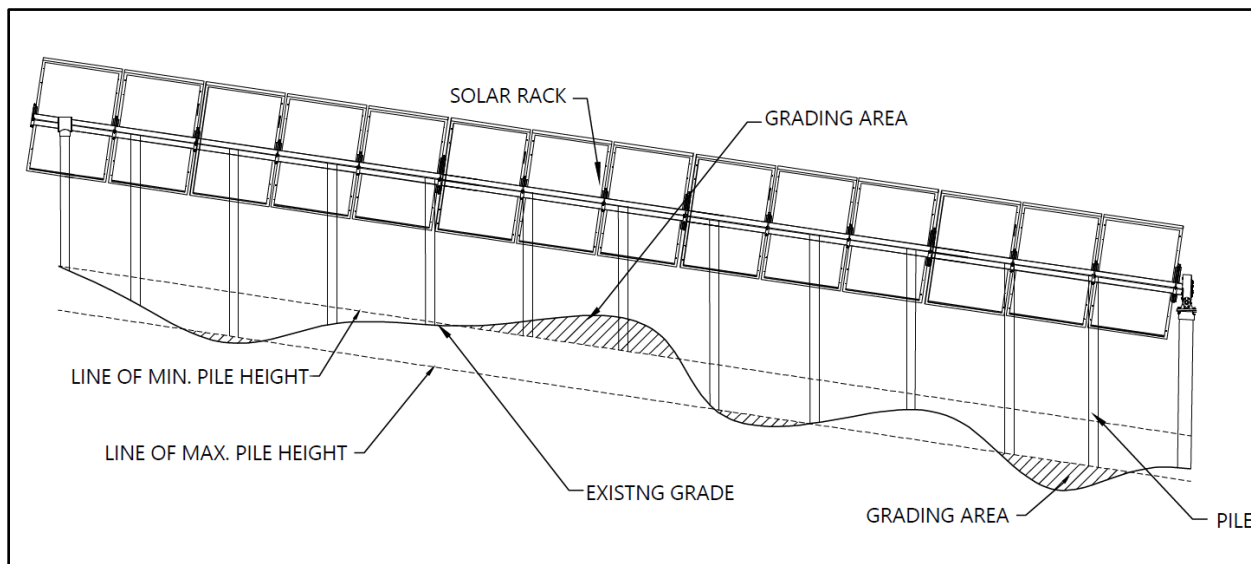 SOLAR RACK
GRADING AREA
LINE OF MIN. PILE HEIGHT
LINE OF MAX. PILE HEIGHT
EXISTNG GRADE
GRADING AREA
PILE